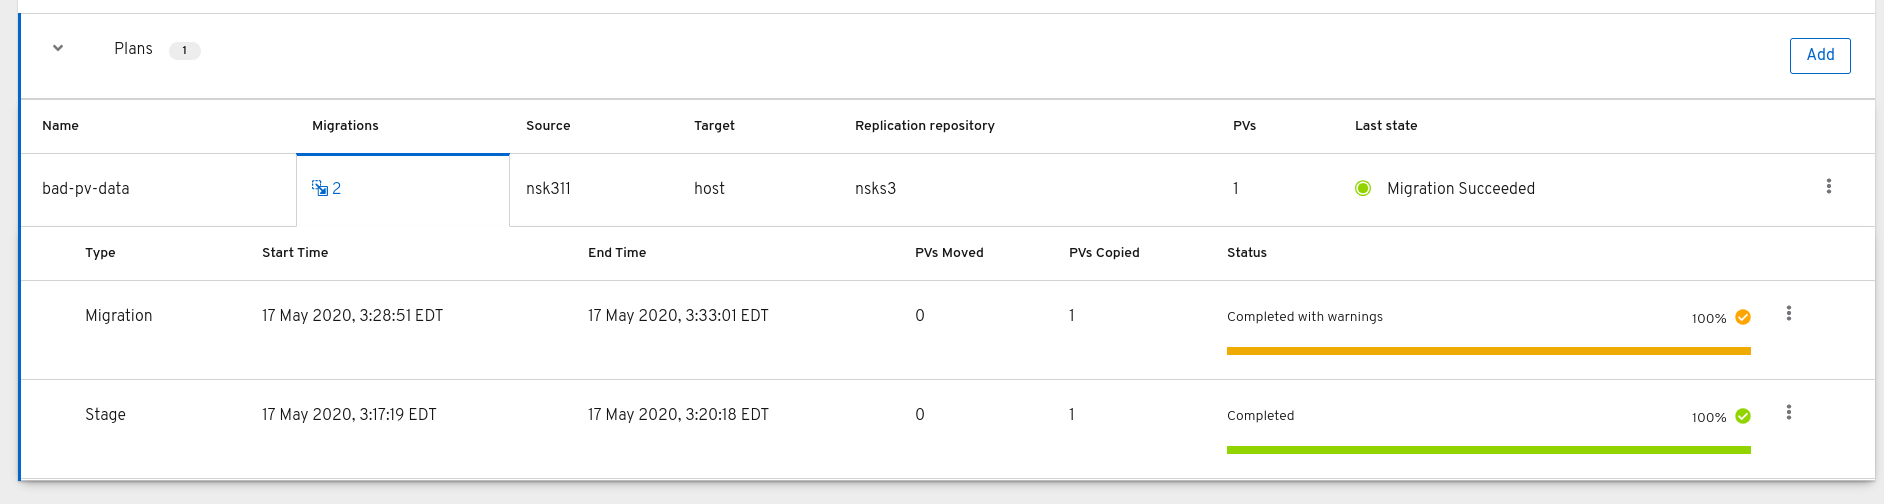 Plans 1
Add
Name Migrations Source Target Replication repository PVs Last state
bad-pv-data 2 nsk311 host nsks3 1 Migration Succeeded
Type Start Time End Time PVs Moved PVs Copied Status
Migration 17 May 2020, 3:28:51 EDT 17 May 2020, 3:33:01 EDT 0 1 Completed with warnings 100%
Stage 17 May 2020, 3:17:19 EDT 17 May 2020, 3:20:18 EDT 0 1 Completed 100%